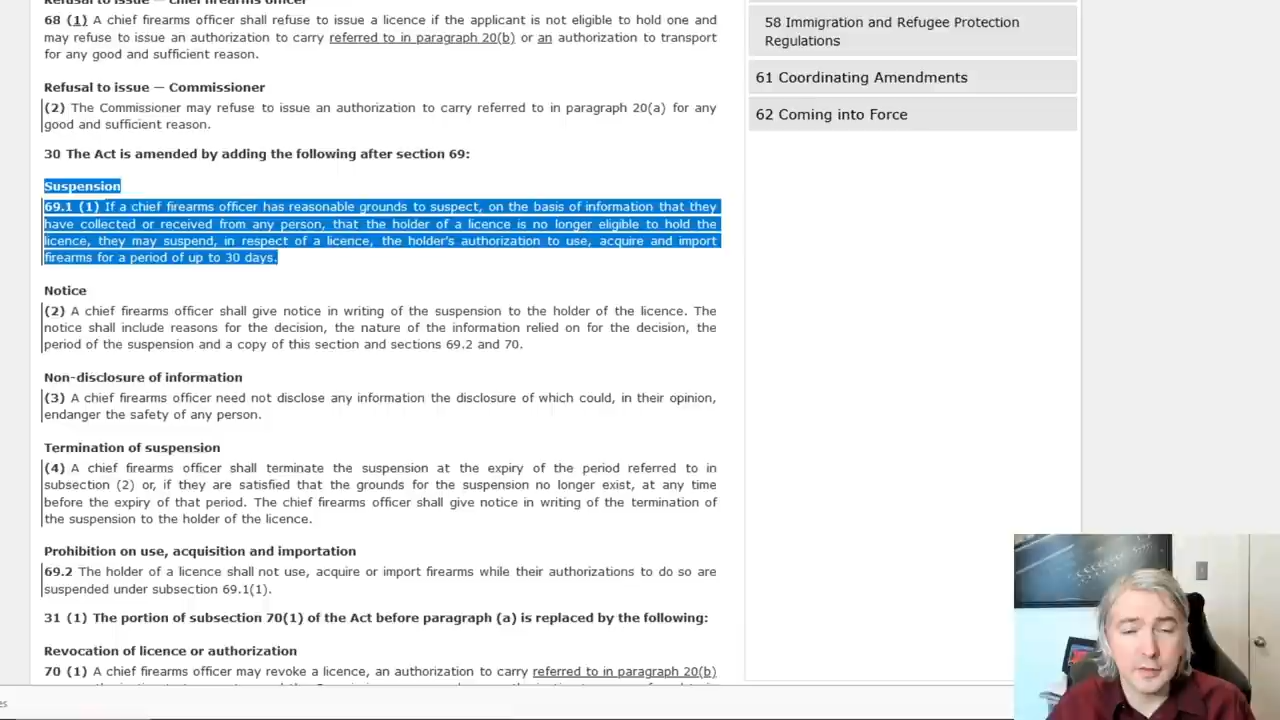 Refusal to issue — chief firearms officer
68 (1) A chief firearms officer shall refuse to issue a licence if the applicant is not eligible to hold one and
may refuse to issue an authorization to carry referred to in paragraph 20(b) or an authorization to transport
for any good and sufficient reason.
Refusal to issue — Commissioner
(2) The Commissioner may refuse to issue an authorization to carry referred to in paragraph 20(a) for any
good and sufficient reason.
30 The Act is amended by adding the following after section 69:
Suspension
69.1 (1) If a chief firearms officer has reasonable grounds to suspect, on the basis of information that they
have collected or received from any person, that the holder of a licence is no longer eligible to hold the
licence, they may suspend, in respect of a licence, the holder's authorization to use, acquire and import
firearms for a period of up to 30 days.
Notice
(2) A chief firearms officer shall give notice in writing of the suspension to the holder of the licence. The
notice shall include reasons for the decision, the nature of the information relied on for the decision, the
period of the suspension and a copy of this section and sections 69.2 and 70.
Non-disclosure of information
(3) A chief firearms officer need not disclose any information the disclosure of which could, in their opinion,
endanger the safety of any person.
Termination of suspension
(4) A chief firearms officer shall terminate the suspension at the expiry of the period referred to in
subsection (2) or, if they are satisfied that the grounds for the suspension no longer exist, at any time
before the expiry of that period. The chief firearms officer shall give notice in writing of the termination of
the suspension to the holder of the licence.
Prohibition on use, acquisition and importation
69.2 The holder of a licence shall not use, acquire or import firearms while their authorizations to do so are
suspended under subsection 69.1(1).
31 (1) The portion of subsection 70(1) of the Act before paragraph (a) is replaced by the following:
Revocation of licence or authorization
70 (1) A chief firearms officer may revoke a licence, an authorization to carry referred to in paragraph 20(b)
58 Immigration and Refugee Protection
Regulations
61 Coordinating Amendments
62 Coming into Force